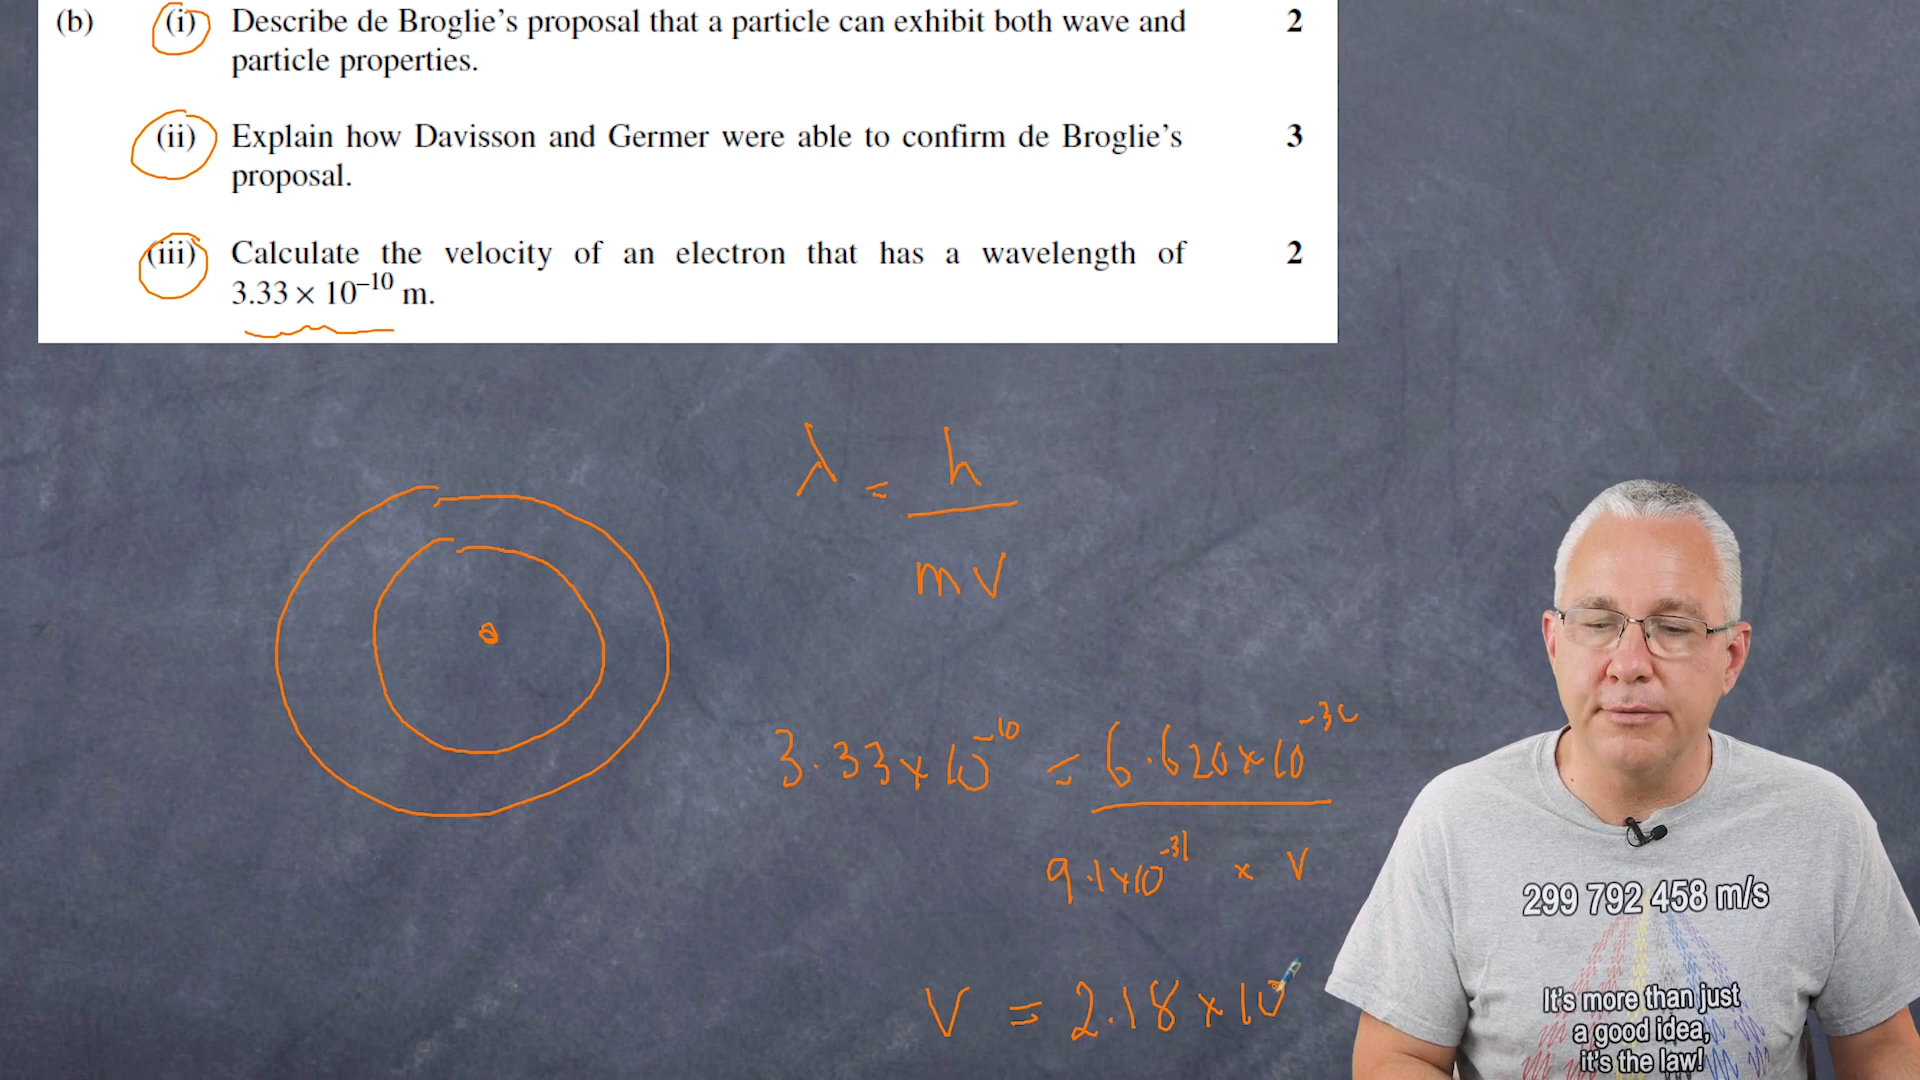 (b) (i) Describe de Broglie's proposal that a particle can exhibit both wave and 2
particle properties.
(ii) Explain how Davisson and Germer were able to confirm de Broglie's 3
proposal.
(iii) Calculate the velocity of an electron that has a wavelength of 2
3.33 × 10⁻¹⁰ m.
λ = h
mv
3.33 × 10⁻¹⁰ = 6.626 × 10
9.1 × 10⁻³¹ × v
v = 2.18 × 10
299 792 458 m/s
It's more than just
a good idea,
it's the law!